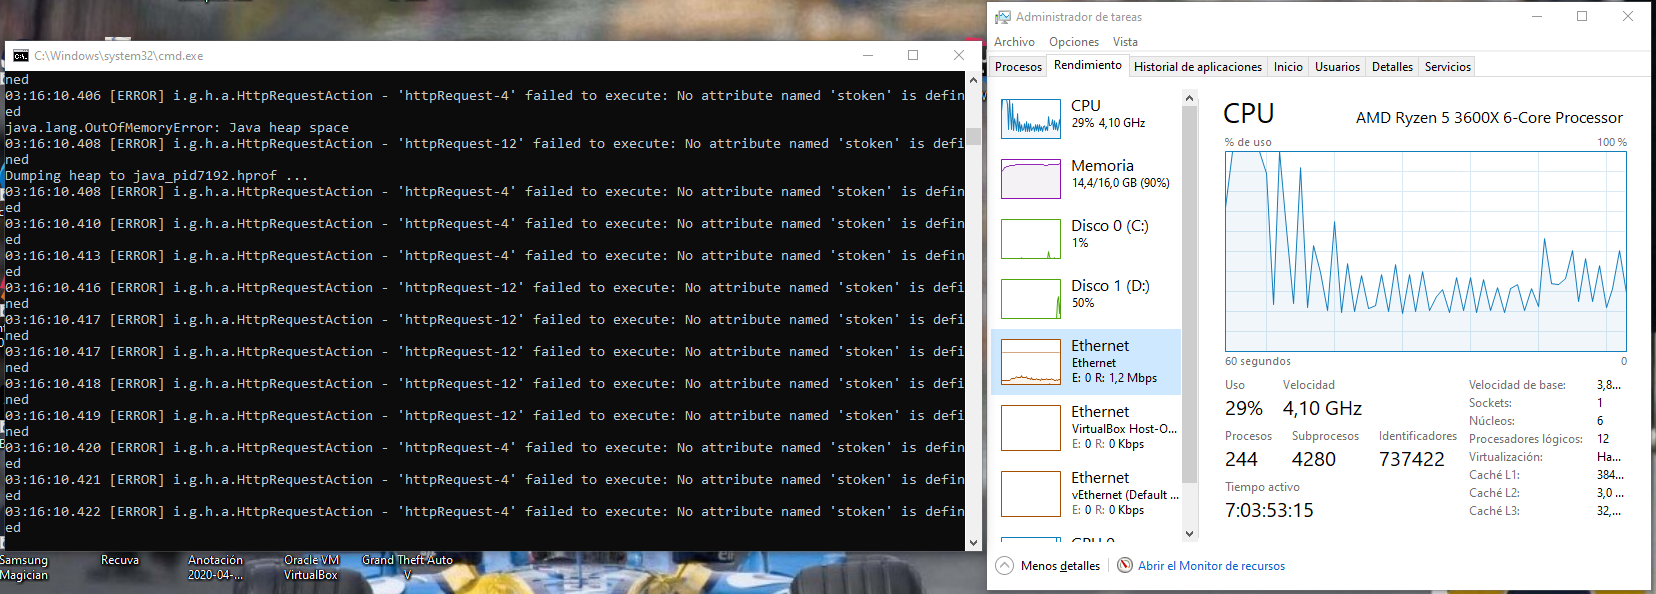 C:\Windows\system32\cmd.exe
ned
03:16:10.406 [ERROR] i.g.h.a.HttpRequestAction - 'httpRequest-4' failed to execute: No attribute named 'stoken' is defin
ed
java.lang.OutOfMemoryError: Java heap space
03:16:10.408 [ERROR] i.g.h.a.HttpRequestAction - 'httpRequest-12' failed to execute: No attribute named 'stoken' is defi
ned
Dumping heap to java_pid7192.hprof ...
03:16:10.408 [ERROR] i.g.h.a.HttpRequestAction - 'httpRequest-4' failed to execute: No attribute named 'stoken' is defin
ed
03:16:10.410 [ERROR] i.g.h.a.HttpRequestAction - 'httpRequest-4' failed to execute: No attribute named 'stoken' is defin
ed
03:16:10.413 [ERROR] i.g.h.a.HttpRequestAction - 'httpRequest-4' failed to execute: No attribute named 'stoken' is defin
ed
03:16:10.416 [ERROR] i.g.h.a.HttpRequestAction - 'httpRequest-12' failed to execute: No attribute named 'stoken' is defi
ned
03:16:10.417 [ERROR] i.g.h.a.HttpRequestAction - 'httpRequest-12' failed to execute: No attribute named 'stoken' is defi
ned
03:16:10.417 [ERROR] i.g.h.a.HttpRequestAction - 'httpRequest-12' failed to execute: No attribute named 'stoken' is defi
ned
03:16:10.418 [ERROR] i.g.h.a.HttpRequestAction - 'httpRequest-12' failed to execute: No attribute named 'stoken' is defi
ned
03:16:10.419 [ERROR] i.g.h.a.HttpRequestAction - 'httpRequest-12' failed to execute: No attribute named 'stoken' is defi
ned
03:16:10.420 [ERROR] i.g.h.a.HttpRequestAction - 'httpRequest-4' failed to execute: No attribute named 'stoken' is defin
ed
03:16:10.421 [ERROR] i.g.h.a.HttpRequestAction - 'httpRequest-4' failed to execute: No attribute named 'stoken' is defin
ed
03:16:10.422 [ERROR] i.g.h.a.HttpRequestAction - 'httpRequest-4' failed to execute: No attribute named 'stoken' is defin
ed
Samsung
Magician
Recuva
Anotación
2020-04-...
Oracle VM
VirtualBox
Grand Theft Auto
V
Administrador de tareas
Archivo Opciones Vista
Procesos Rendimiento Historial de aplicaciones Inicio Usuarios Detalles Servicios
CPU
29% 4,10 GHz
Memoria
14,4/16,0 GB (90%)
Disco 0 (C:)
1%
Disco 1 (D:)
50%
Ethernet
Ethernet
E: 0 R: 1,2 Mbps
Ethernet
VirtualBox Host-O...
E: 0 R: 0 Kbps
Ethernet
vEthernet (Default ...
E: 0 R: 0 Kbps
CPU AMD Ryzen 5 3600X 6-Core Processor
% de uso 100 %
60 segundos 0
Uso Velocidad
29% 4,10 GHz
Procesos Subprocesos Identificadores
244 4280 737422
Tiempo activo
7:03:53:15
Velocidad de base: 3,8...
Sockets: 1
Núcleos: 6
Procesadores lógicos: 12
Virtualización: Ha...
Caché L1: 384...
Caché L2: 3,0 ...
Caché L3: 32,...
Menos detalles Abrir el Monitor de recursos